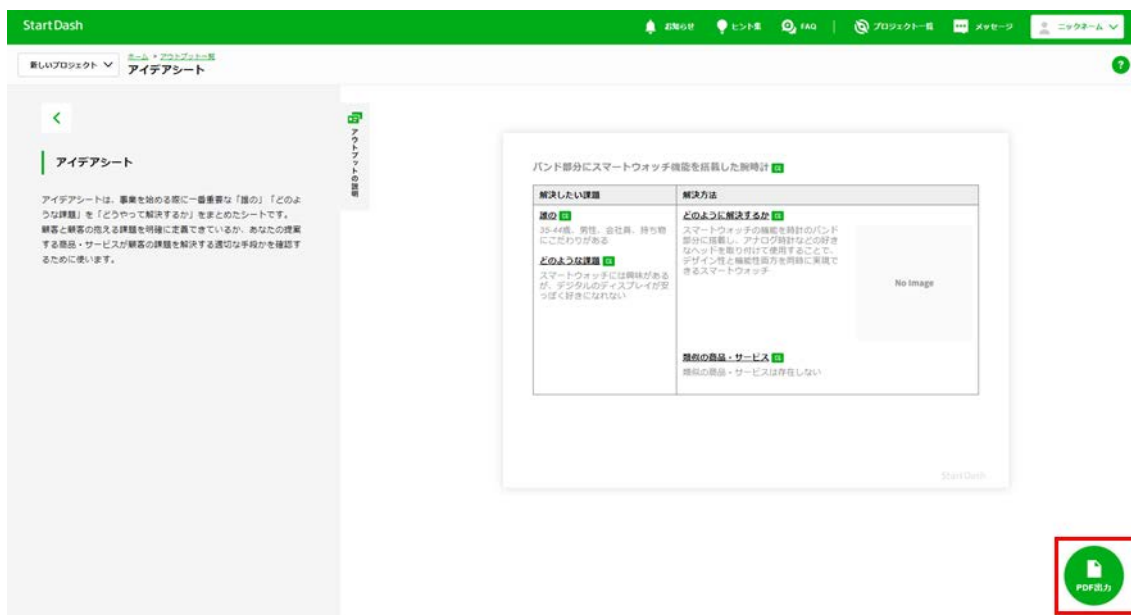 StartDash
お知らせ
ヒント集
FAQ
プロジェクト一覧
メッセージ
ニックネーム
新しいプロジェクト
ホーム
アウトプット一覧
アイデアシート
?
アイデアシート
アイデアシートは、事業を始める際に一番重要な「誰の」「どのよ
うな課題」を「どうやって解決するか」をまとめたシートです。
顧客と顧客の抱える課題を明確に定義できているか、あなたの提案
する商品・サービスが顧客の課題を解決する適切な手段かを確認す
るために使います。
アウトプットの説明
バンド部分にスマートウォッチ機能を搭載した腕時計
解決したい課題
解決方法
誰の
35-44歳、男性、会社員、持ち物
にこだわりがある
どのような課題
スマートウォッチには興味がある
が、デジタルのディスプレイが安
っぽく好きになれない
どのように解決するか
スマートウォッチの機能を時計のバンド
部分に搭載し、アナログ時計などの好き
なヘッドを取り付けて使用することで、
デザイン性と機能性両方を同時に実現で
きるスマートウォッチ
No Image
類似の商品・サービス
類似の商品・サービスは存在しない
StartDash
PDF出力